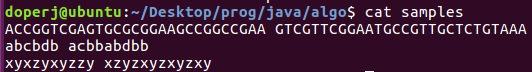 doperj@ubuntu:~/Desktop/prog/java/algo$ cat samples
ACCGGTCGAGTGCGCGGAAGCCGGCCGAA GTCGTTCGGAATGCCGTTGCTCTGTAAA
abcbdb acbbabdbb
xyxzyxyzzy xzyzxyzxyzxy